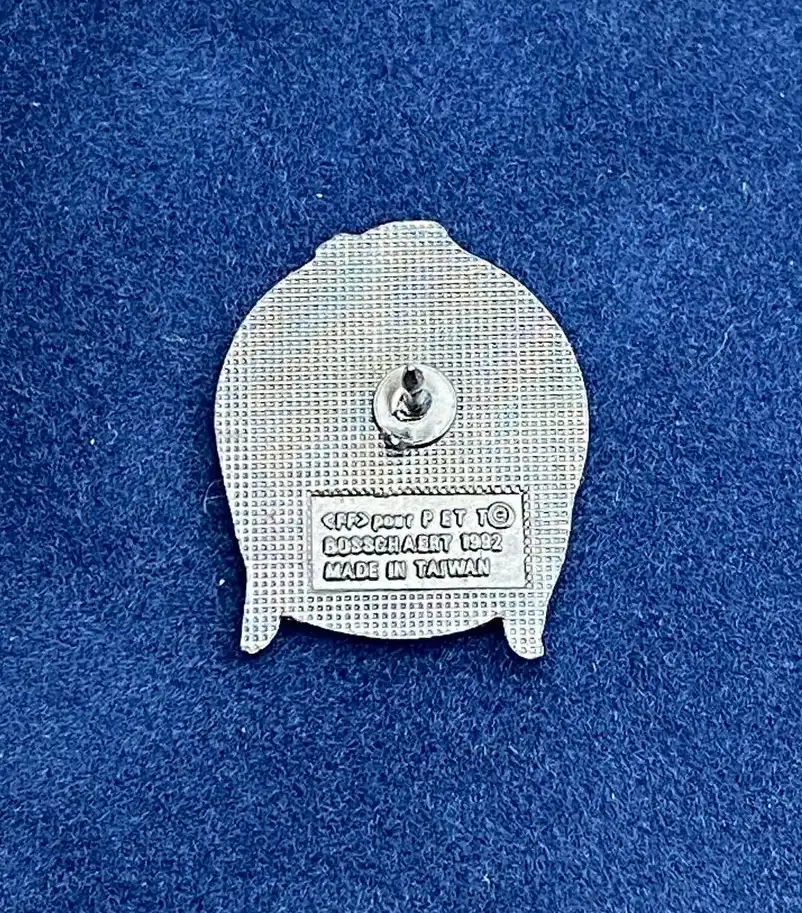 <FF> pour P ET T©
BOSSCHAERT 1992
MADE IN TAIWAN